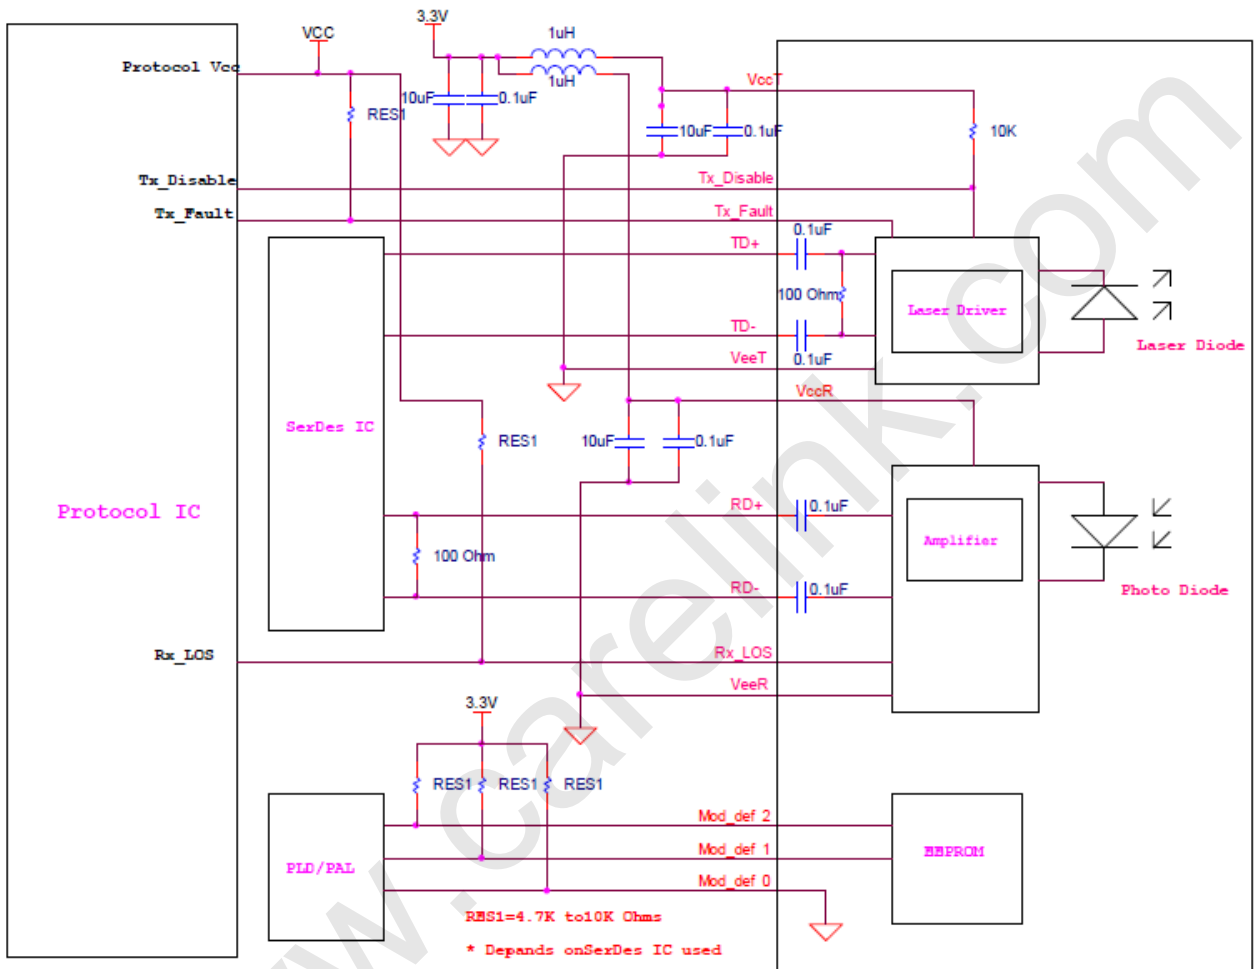 3.3V
VCC
1uH
Protocol Vcc
1uH
VccT
10uF
0.1uF
RES1
10uF
0.1uF
10K
Tx_Disable
Tx_Disable
Tx_Fault
Tx_Fault
0.1uF
TD+
100 Ohm
Laser Driver
TD-
Laser Diode
0.1uF
VeeT
VccR
SerDes IC
RES1
10uF
0.1uF
Protocol IC
RD+
0.1uF
Amplifier
100 Ohm
RD-
0.1uF
Photo Diode
Rx_LOS
Rx_LOS
VeeR
3.3V
RES1
RES1
RES1
Mod_def 2
Mod_def 1
EEPROM
PLD/PAL
Mod_def 0
RES1=4.7K to10K Ohms
* Depands onSerDes IC used
w.carelink.com